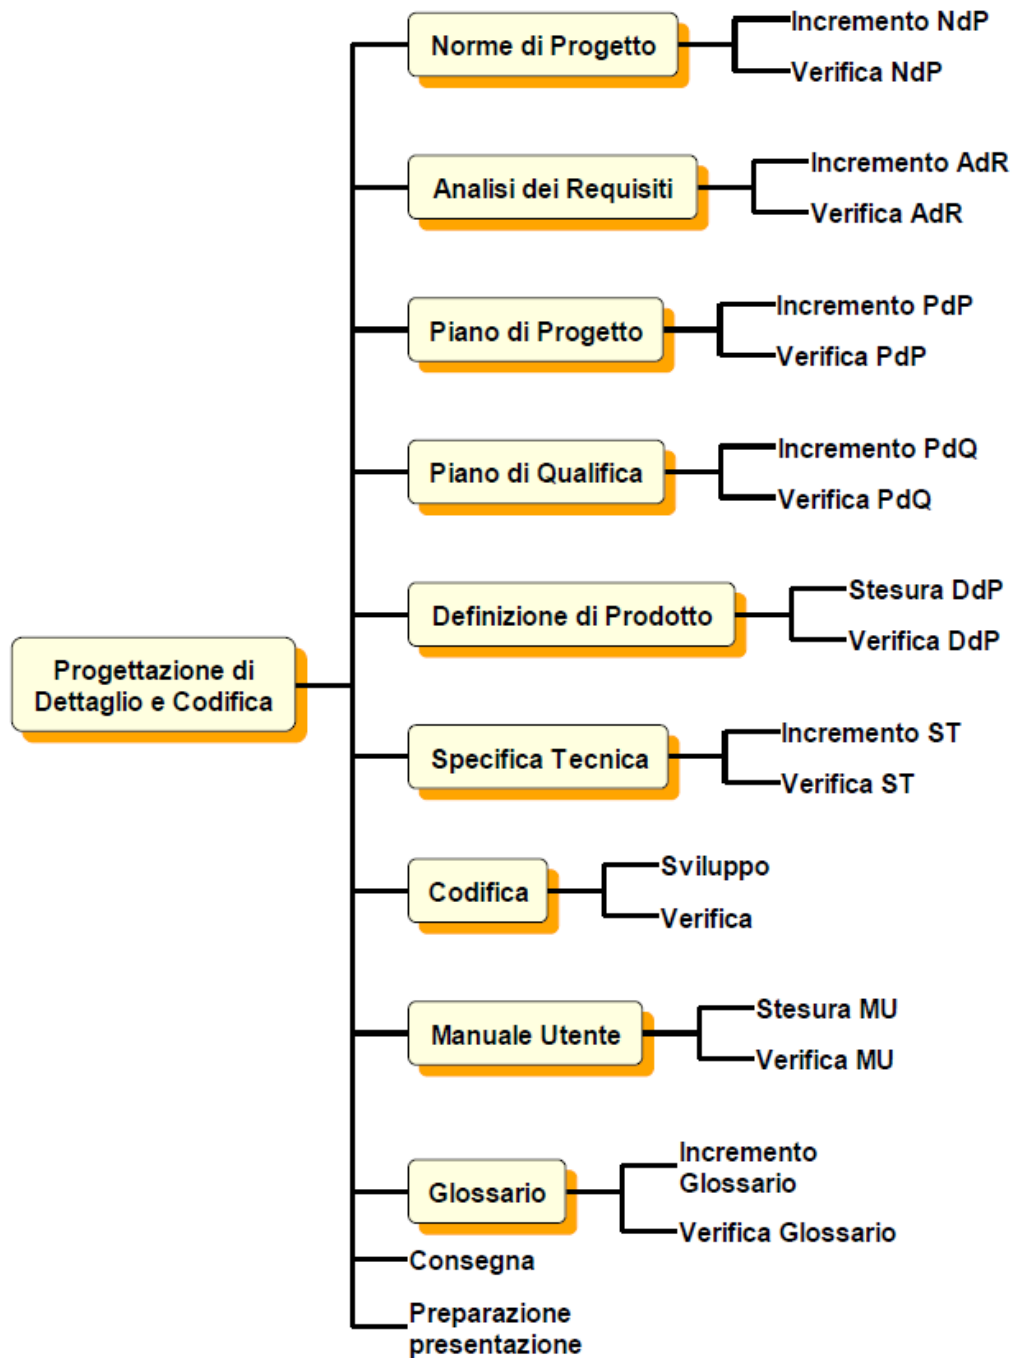 Norme di Progetto
Incremento NdP
Verifica NdP
Analisi dei Requisiti
Incremento AdR
Verifica AdR
Piano di Progetto
Incremento PdP
Verifica PdP
Piano di Qualifica
Incremento PdQ
Verifica PdQ
Definizione di Prodotto
Stesura DdP
Verifica DdP
Progettazione di
Dettaglio e Codifica
Specifica Tecnica
Incremento ST
Verifica ST
Codifica
Sviluppo
Verifica
Manuale Utente
Stesura MU
Verifica MU
Glossario
Incremento
Glossario
Verifica Glossario
Consegna
Preparazione
presentazione